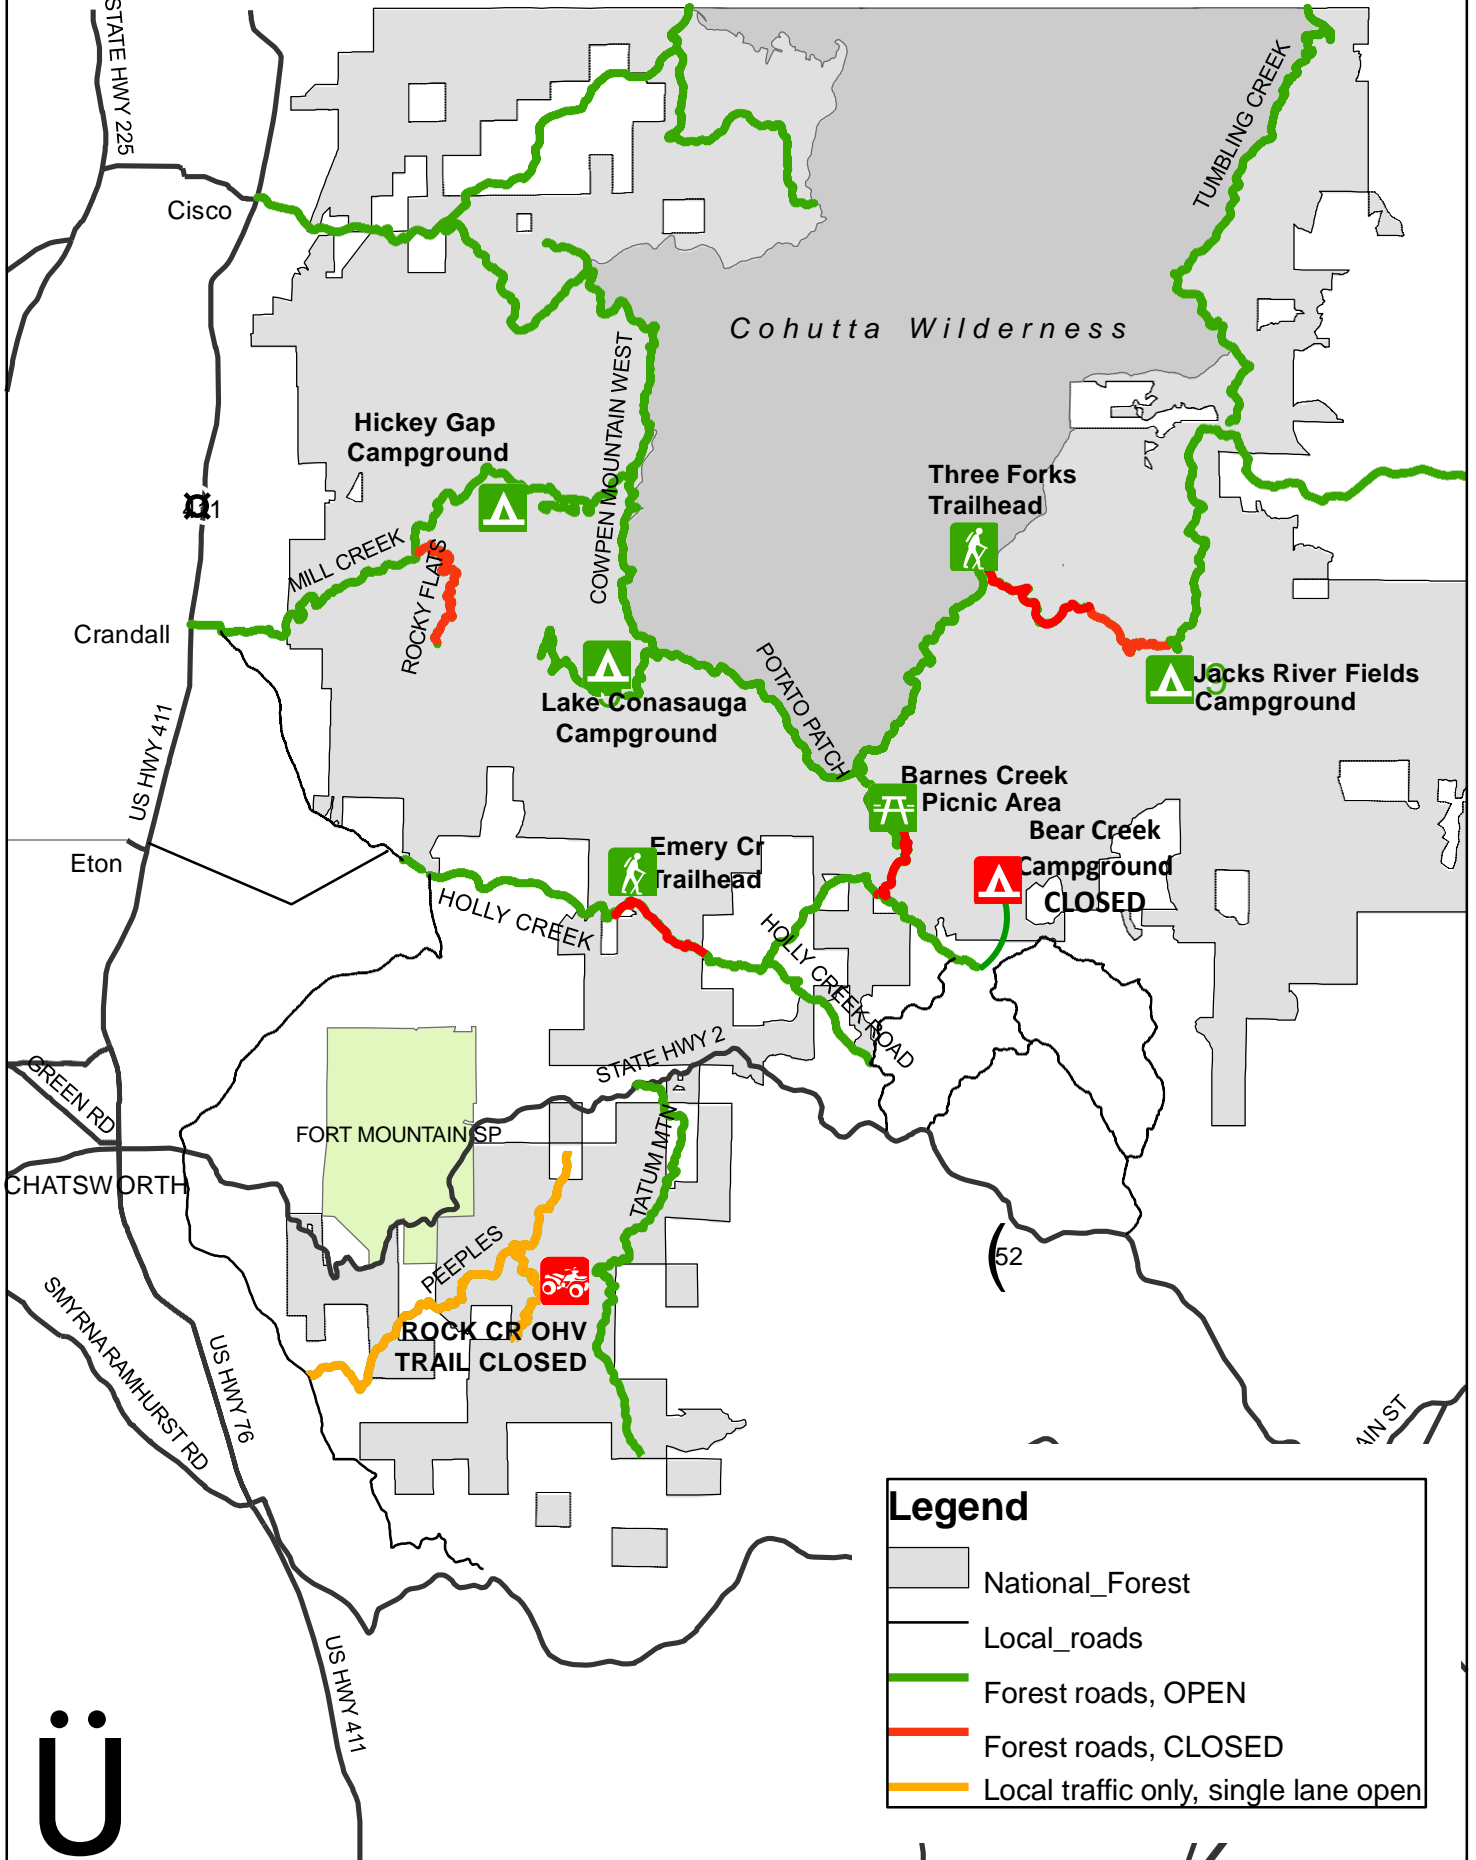 STATE HWY 225
TUMBLING CREEK
Cisco
Cohutta Wilderness
COWPEN MOUNTAIN WEST
Hickey Gap
Campground
Three Forks
Trailhead
MILL CREEK
ROCKY FLATS
Crandall
POTATO PATCH
Jacks River Fields
Campground
9
Lake Conasauga
Campground
US HWY 411
Barnes Creek
Picnic Area
Bear Creek
Campground
CLOSED
Eton
Emery Cr
Trailhead
HOLLY CREEK
HOLLY CREEK ROAD
STATE HWY 2
GREEN RD
FORT MOUNTAIN SP
TATUM MTN
CHATSWORTH
PEEPLES
52
SMYRNA RAMHURST RD
US HWY 76
ROCK CR OHV
TRAIL CLOSED
AIN ST
US HWY 411
Legend
National_Forest
Local_roads
Forest roads, OPEN
Forest roads, CLOSED
Local traffic only, single lane open
Ü